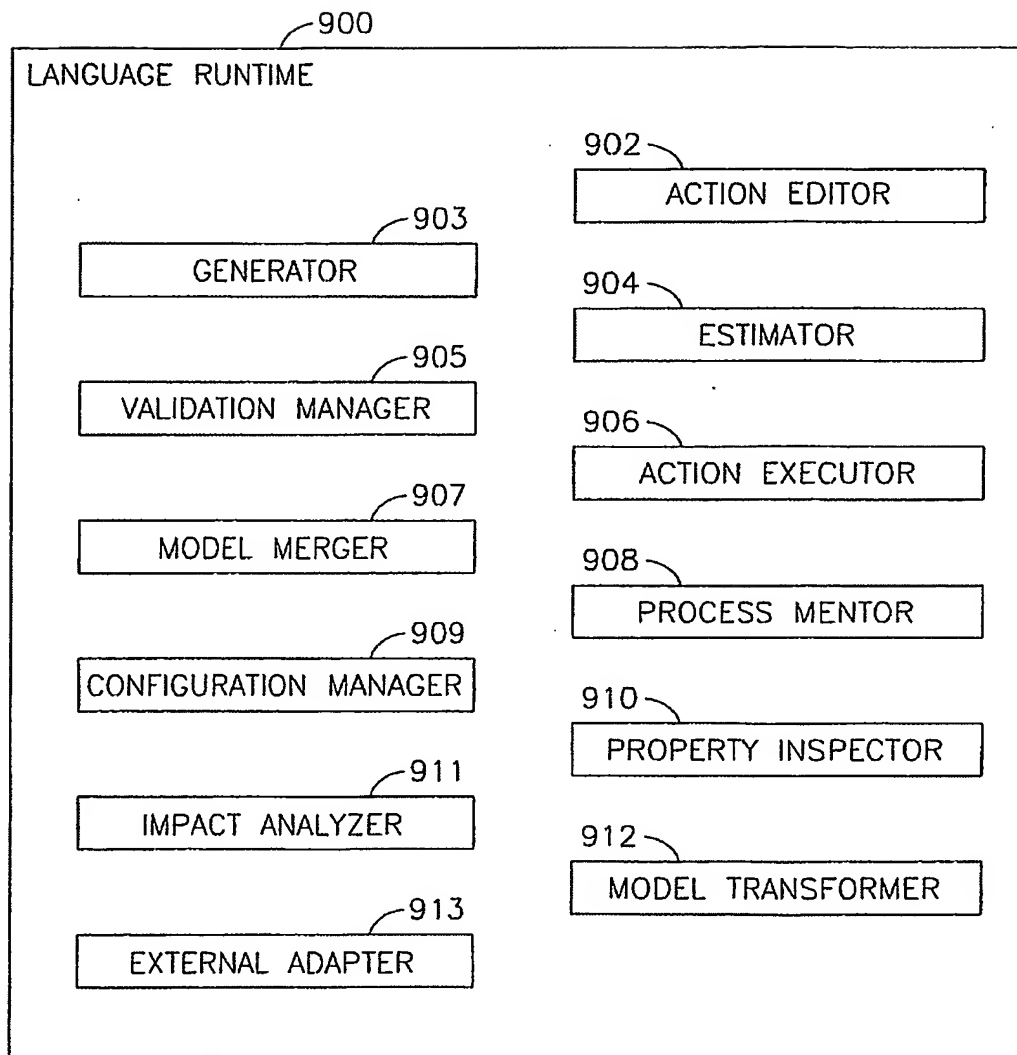 900
LANGUAGE RUNTIME
902
ACTION EDITOR
903
GENERATOR
904
ESTIMATOR
905
VALIDATION MANAGER
906
ACTION EXECUTOR
907
MODEL MERGER
908
PROCESS MENTOR
909
CONFIGURATION MANAGER
910
PROPERTY INSPECTOR
911
IMPACT ANALYZER
912
MODEL TRANSFORMER
913
EXTERNAL ADAPTER